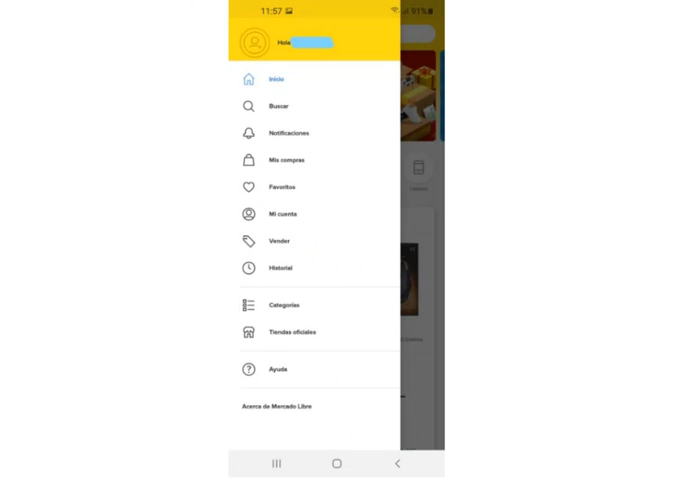 11:57
91%
Hola
Inicio
Buscar
Notificaciones
Mis compras
Favoritos
Mi cuenta
Vender
Historial
Categorías
Tiendas oficiales
Ayuda
Acerca de Mercado Libre